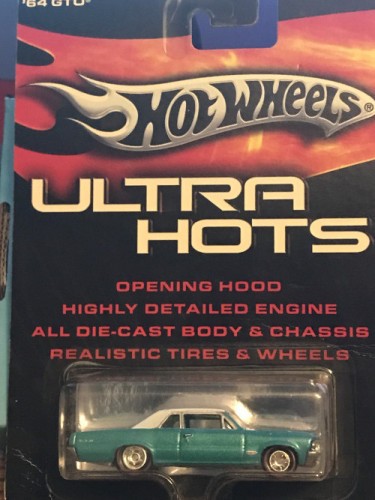 '64 GTO®
HOT WHEELS®
ULTRA
HOTS
OPENING HOOD
HIGHLY DETAILED ENGINE
ALL DIE-CAST BODY & CHASSIS
REALISTIC TIRES & WHEELS